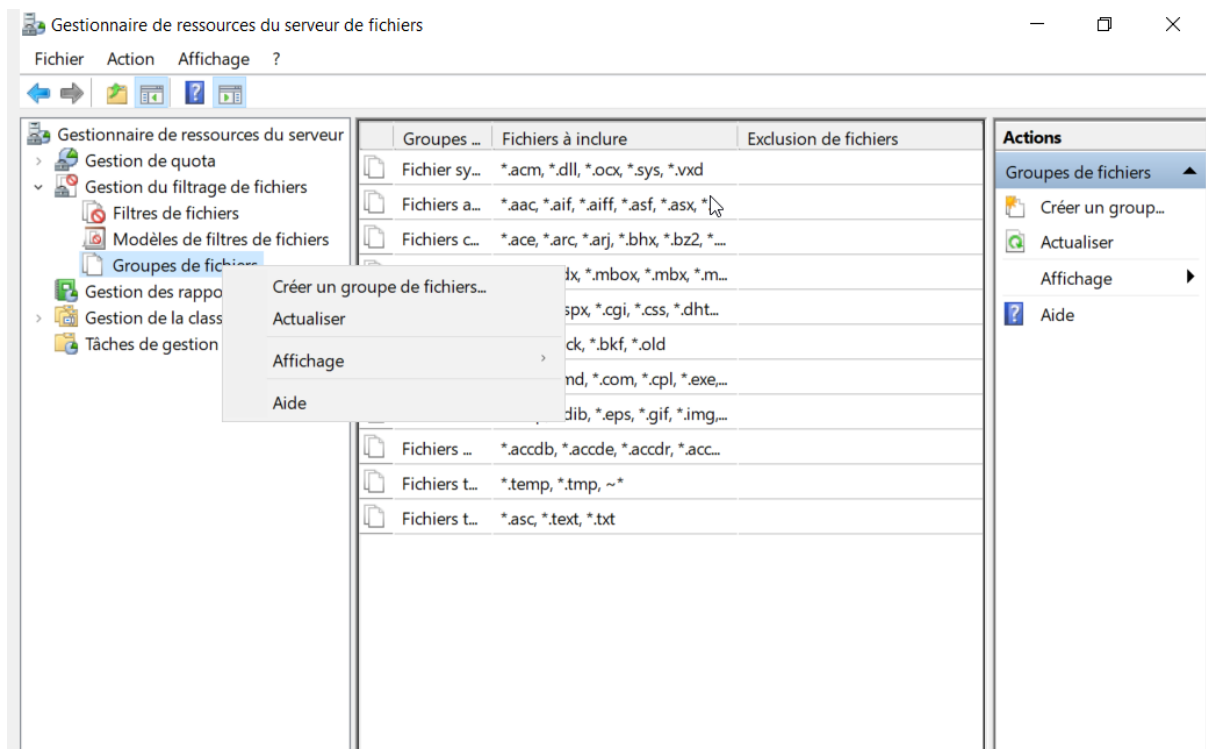 Gestionnaire de ressources du serveur de fichiers
Fichier Action Affichage ?
Gestionnaire de ressources du serveur
Gestion de quota
Gestion du filtrage de fichiers
Filtres de fichiers
Modèles de filtres de fichiers
Groupes de fichiers
Gestion des rappo
Gestion de la class
Tâches de gestion
Créer un groupe de fichiers...
Actualiser
Affichage
Aide
Groupes ... Fichiers à inclure Exclusion de fichiers
Fichier sy... *.acm, *.dll, *.ocx, *.sys, *.vxd
Fichiers a... *.aac, *.aif, *.aiff, *.asf, *.asx, *.
Fichiers c... *.ace, *.arc, *.arj, *.bhx, *.bz2, *....
dx, *.mbox, *.mbx, *.m...
spx, *.cgi, *.css, *.dht...
ck, *.bkf, *.old
md, *.com, *.cpl, *.exe,...
dib, *.eps, *.gif, *.img,...
Fichiers ... *.accdb, *.accde, *.accdr, *.acc...
Fichiers t... *.temp, *.tmp, ~*
Fichiers t... *.asc, *.text, *.txt
Actions
Groupes de fichiers
Créer un group...
Actualiser
Affichage
Aide